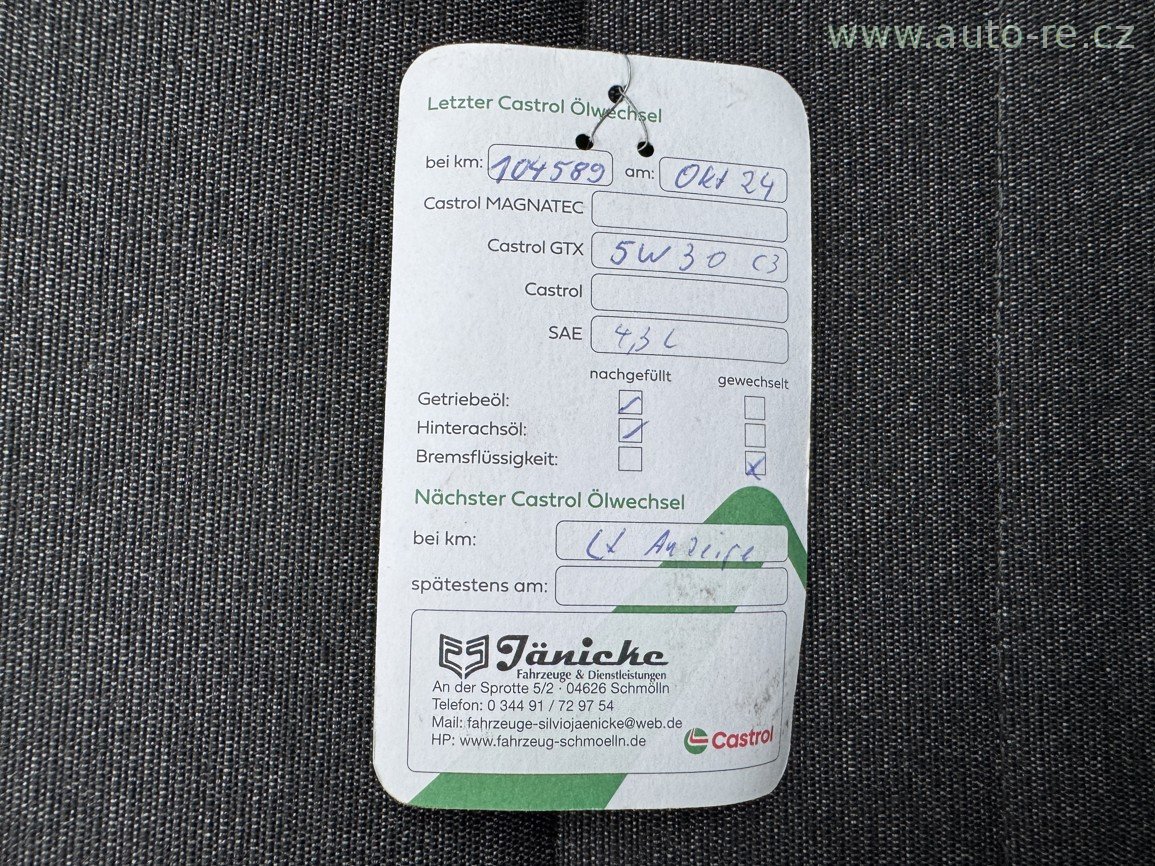 www.auto-re.cz
Letzter Castrol Ölwechsel
bei km: 104589 am: Okt 24
Castrol MAGNATEC
Castrol GTX 5W30 C3
Castrol
SAE 4,3 L
nachgefüllt gewechselt
Getriebeöl:
Hinterachsöl:
Bremsflüssigkeit:
Nächster Castrol Ölwechsel
bei km: Lt Anzeige
spätestens am:
Jänicke
Fahrzeuge & Dienstleistungen
An der Sprotte 5/2 · 04626 Schmölln
Telefon: 0 344 91 / 72 97 54
Mail: fahrzeuge-silviojaenicke@web.de
HP: www.fahrzeug-schmoelln.de
Castrol